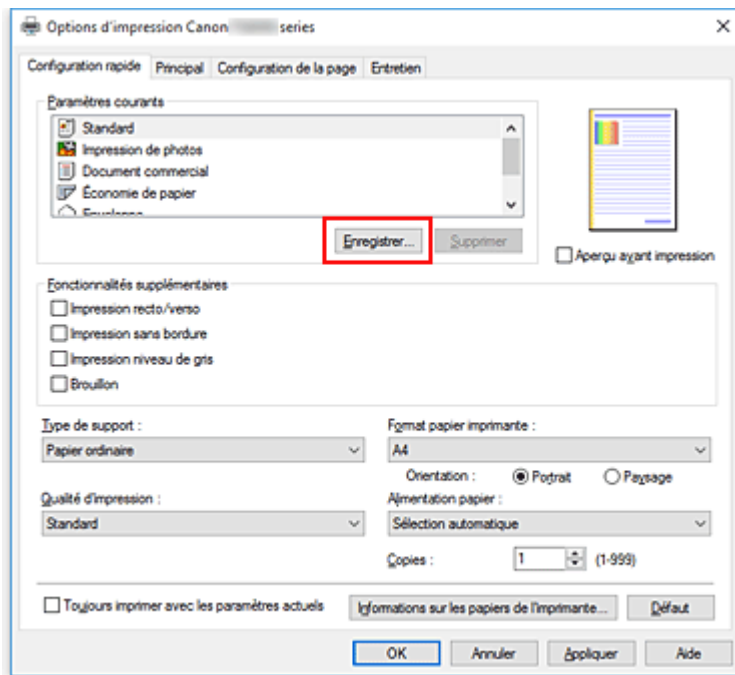 Options d'impression Canon series
Configuration rapide Principal Configuration de la page Entretien
Paramètres courants
Standard
Impression de photos
Document commercial
Économie de papier
Enregistrer... Supprimer
Aperçu avant impression
Fonctionnalités supplémentaires
Impression recto/verso
Impression sans bordure
Impression niveau de gris
Brouillon
Type de support : Format papier imprimante :
Papier ordinaire A4
Orientation : Portrait Paysage
Qualité d'impression : Alimentation papier :
Standard Sélection automatique
Copies : 1 (1-999)
Toujours imprimer avec les paramètres actuels Informations sur les papiers de l'imprimante... Défaut
OK Annuler Appliquer Aide